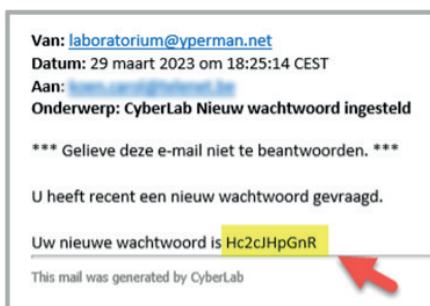 Van: laboratorium@yperman.net
Datum: 29 maart 2023 om 18:25:14 CEST
Aan:
Onderwerp: CyberLab Nieuw wachtwoord ingesteld
*** Gelieve deze e-mail niet te beantwoorden. ***
U heeft recent een nieuw wachtwoord gevraagd.
Uw nieuwe wachtwoord is Hc2cJHpGnR
This mail was generated by CyberLab